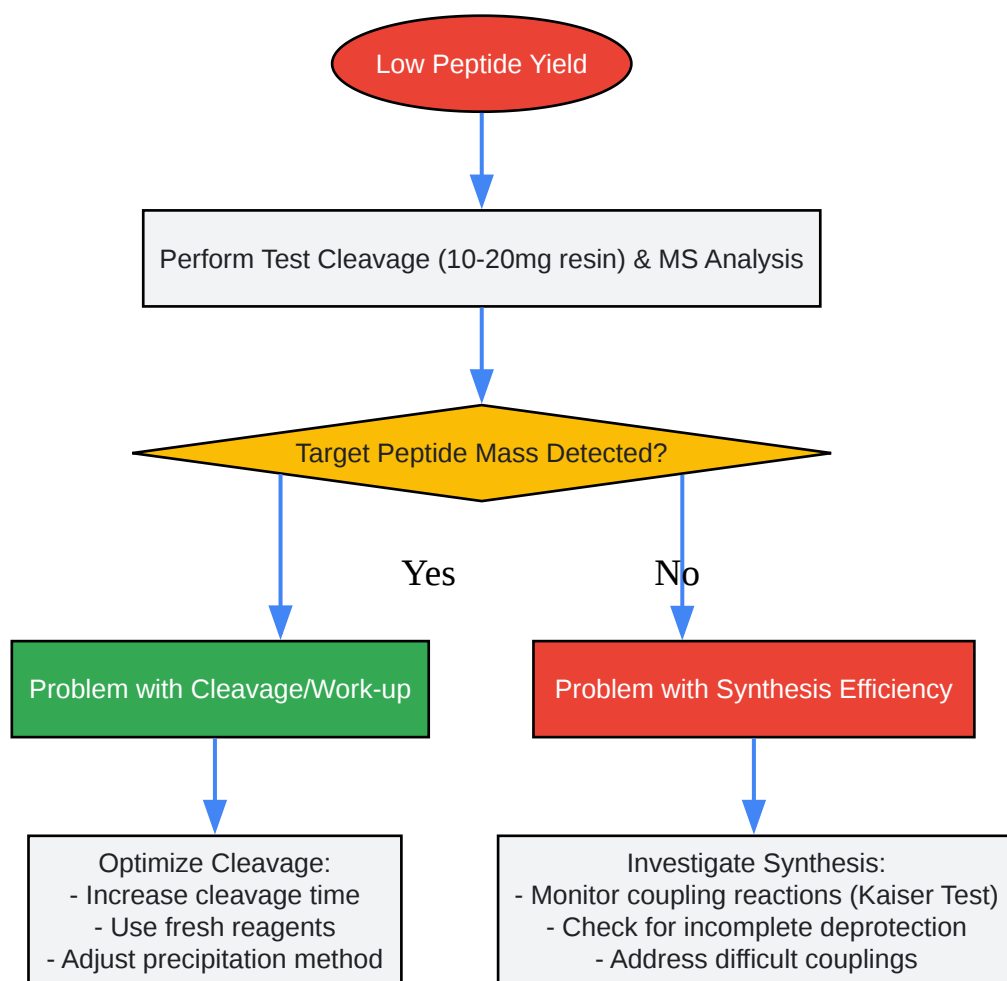 Low Peptide Yield
Perform Test Cleavage (10-20mg resin) & MS Analysis
Target Peptide Mass Detected?
Yes
No
Problem with Cleavage/Work-up
Problem with Synthesis Efficiency
Optimize Cleavage:
- Increase cleavage time
- Use fresh reagents
- Adjust precipitation method
Investigate Synthesis:
- Monitor coupling reactions (Kaiser Test)
- Check for incomplete deprotection
- Address difficult couplings